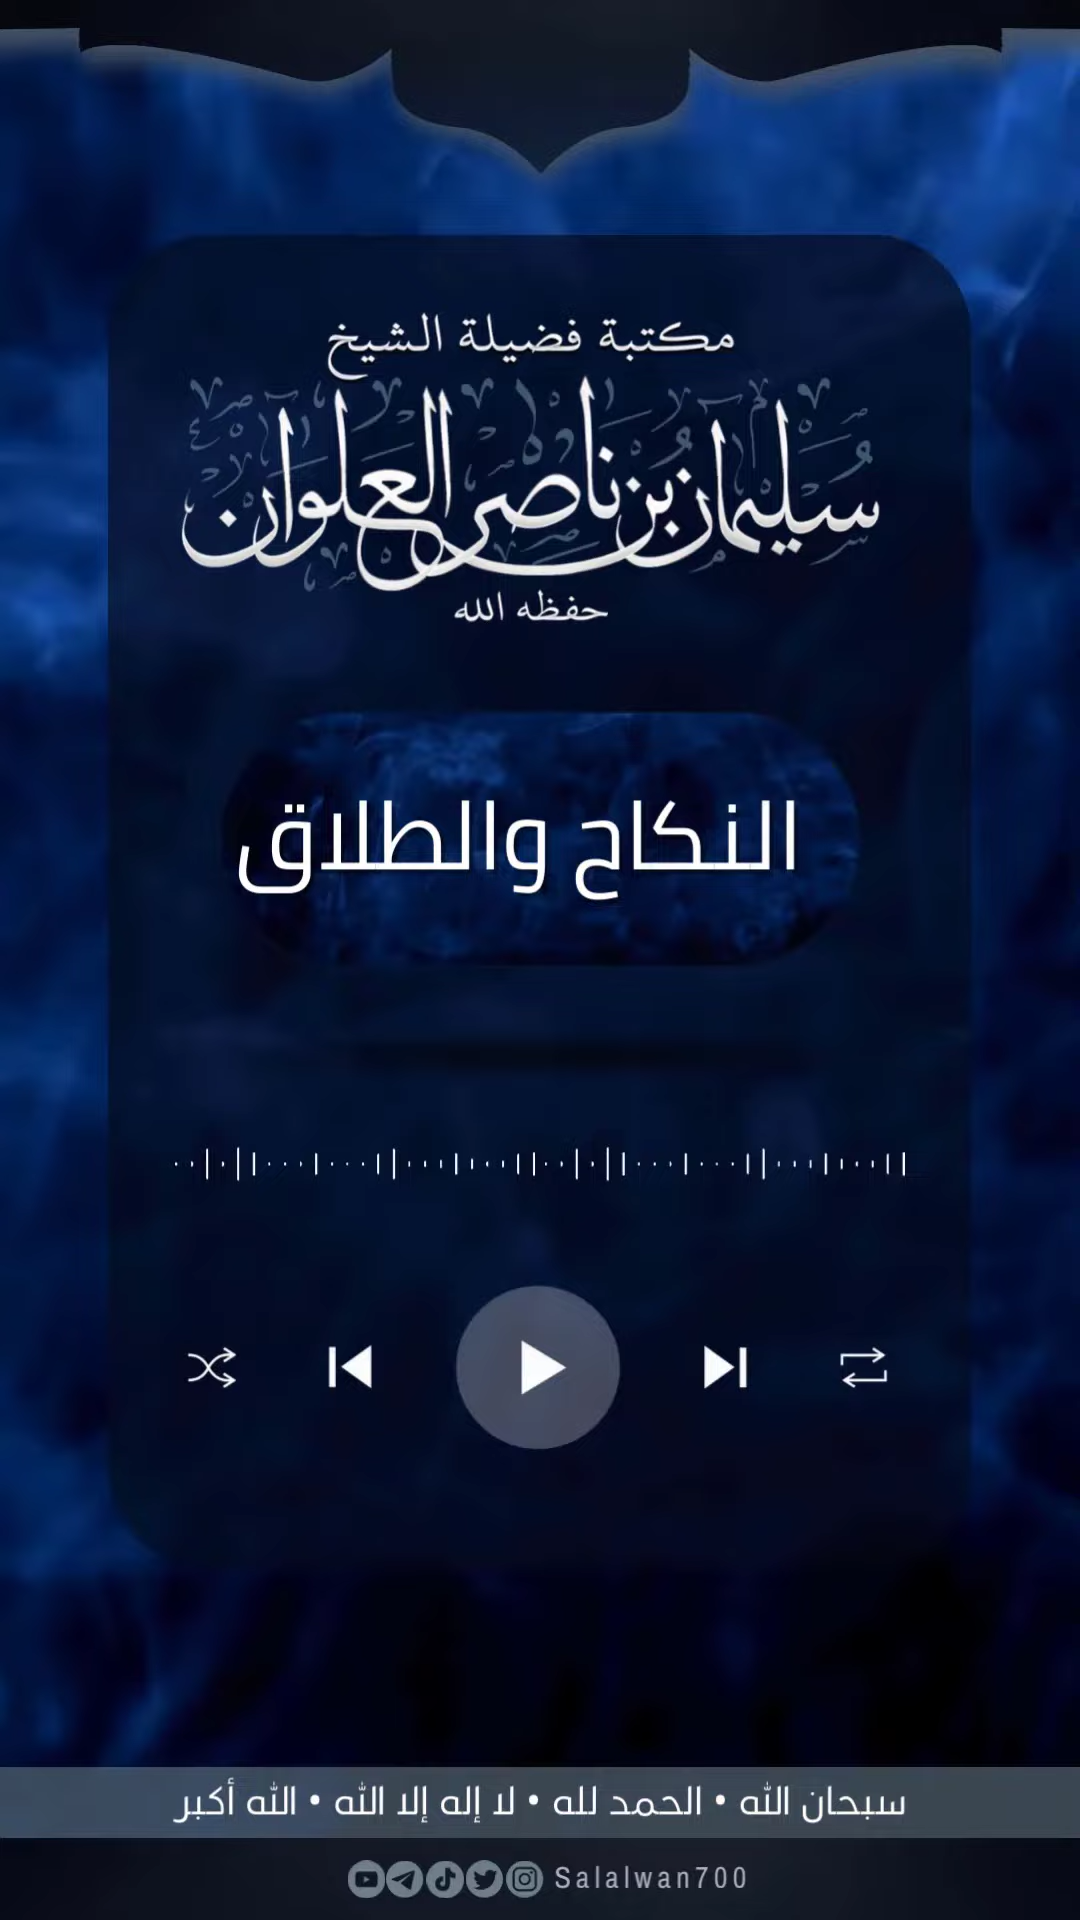 مكتبة فضيلة الشيخ
سليمان بن ناصر العلوان
حفظه الله
النكاح والطلاق
سبحان الله • الحمد لله • لا إله إلا الله • الله أكبر
Salalwan700